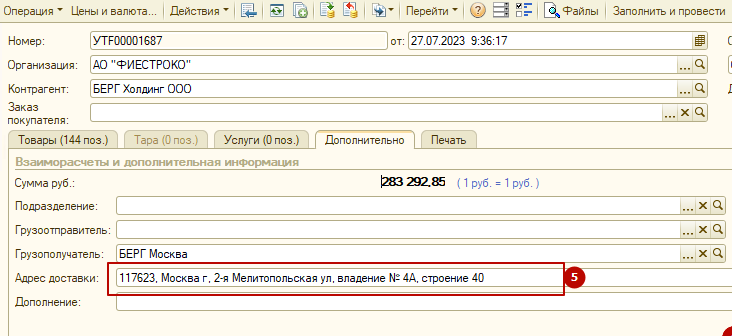 Операция Цены и валюта... Действия Перейти ? Файлы Заполнить и провести
Номер: УТF00001687 от: 27.07.2023 9:36:17
Организация: АО "ФИЕСТРОКО" ...
Контрагент: БЕРГ Холдинг ООО ...
Заказ
покупателя: ...
Товары (144 поз.) Тара (0 поз.) Услуги (0 поз.) Дополнительно Печать
Взаиморасчеты и дополнительная информация
Сумма руб.: 283 292,85 ( 1 руб. = 1 руб. )
Подразделение: ...
Грузоотправитель: ...
Грузополучатель: БЕРГ Москва ...
Адрес доставки: 117623, Москва г, 2-я Мелитопольская ул, владение № 4А, строение 40 5
Дополнение: